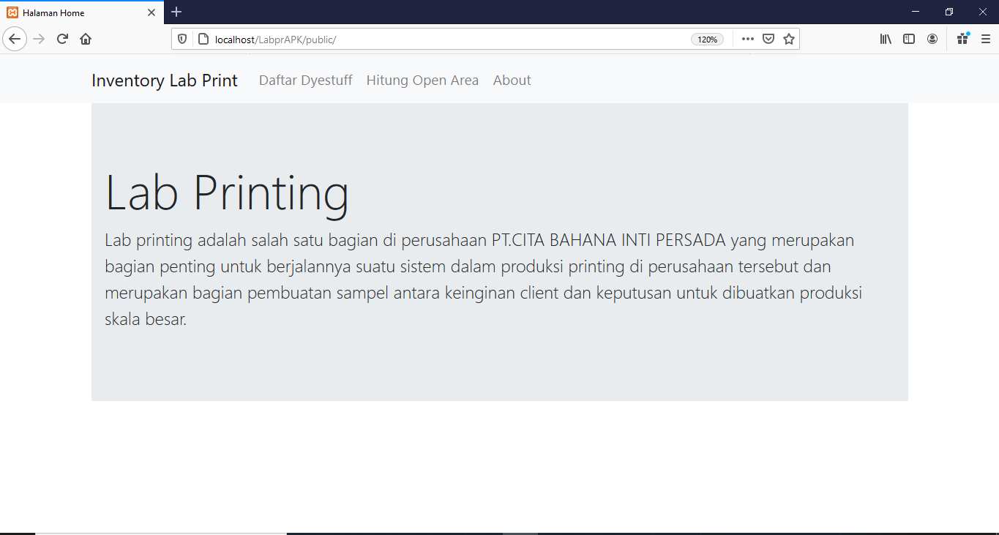 Halaman Home
localhost/LabprAPK/public/
120%
Inventory Lab Print
Daftar Dyestuff
Hitung Open Area
About
Lab Printing
Lab printing adalah salah satu bagian di perusahaan PT.CITA BAHANA INTI PERSADA yang merupakan
bagian penting untuk berjalannya suatu sistem dalam produksi printing di perusahaan tersebut dan
merupakan bagian pembuatan sampel antara keinginan client dan keputusan untuk dibuatkan produksi
skala besar.